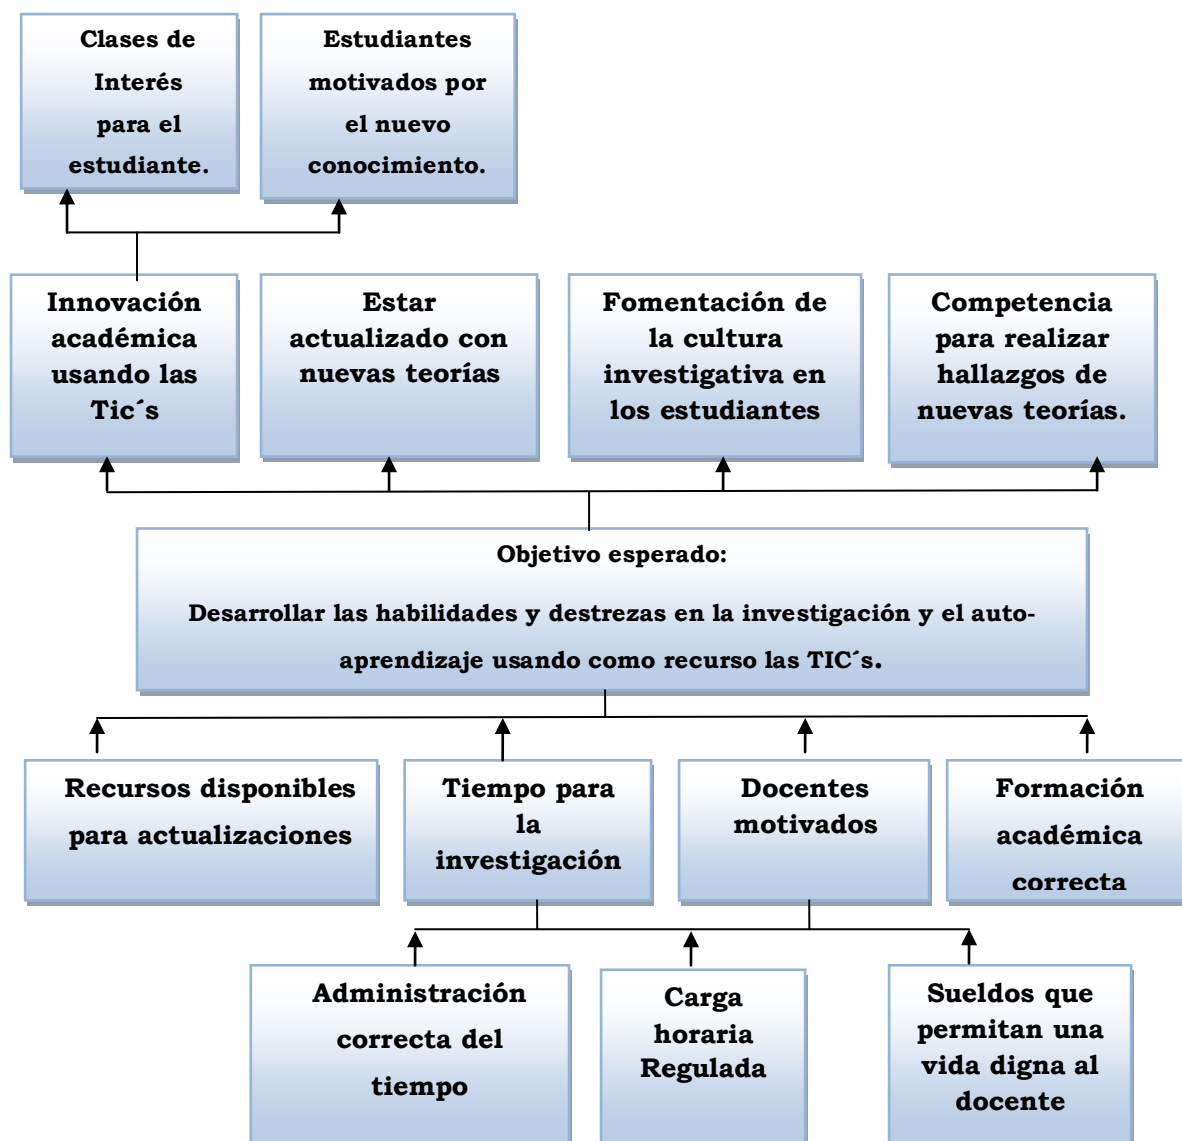 Clases de
Interés
para el
estudiante.
Estudiantes
motivados por
el nuevo
conocimiento.
Innovación
académica
usando las
Tic´s
Estar
actualizado con
nuevas teorías
Fomentación de
la cultura
investigativa en
los estudiantes
Competencia
para realizar
hallazgos de
nuevas teorías.
Objetivo esperado:
Desarrollar las habilidades y destrezas en la investigación y el auto-
aprendizaje usando como recurso las TIC´s.
Recursos disponibles
para actualizaciones
Tiempo para
la
investigación
Docentes
motivados
Formación
académica
correcta
Administración
correcta del
tiempo
Carga
horaria
Regulada
Sueldos que
permitan una
vida digna al
docente